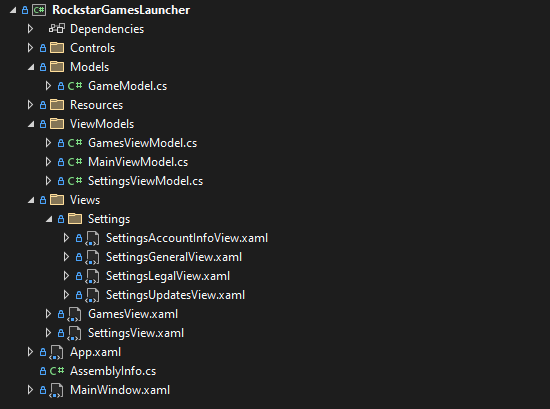 RockstarGamesLauncher
Dependencies
Controls
Models
C# GameModel.cs
Resources
ViewModels
C# GamesViewModel.cs
C# MainViewModel.cs
C# SettingsViewModel.cs
Views
Settings
SettingsAccountInfoView.xaml
SettingsGeneralView.xaml
SettingsLegalView.xaml
SettingsUpdatesView.xaml
GamesView.xaml
SettingsView.xaml
App.xaml
C# AssemblyInfo.cs
MainWindow.xaml